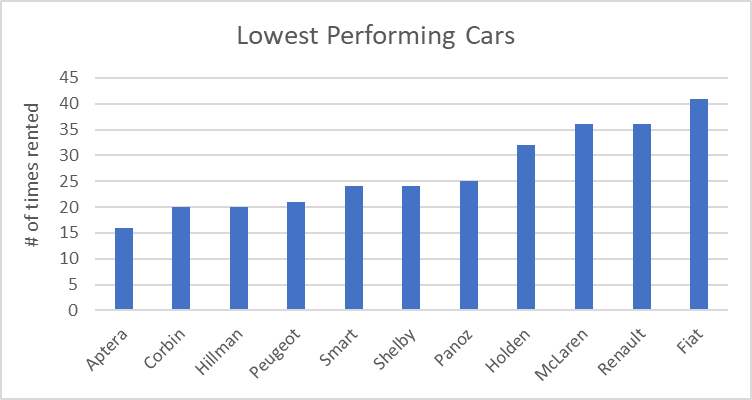 Lowest Performing Cars
# of times rented
45
40
35
30
25
20
15
10
5
0
Aptera
Corbin
Hillman
Peugeot
Smart
Shelby
Panoz
Holden
McLaren
Renault
Fiat